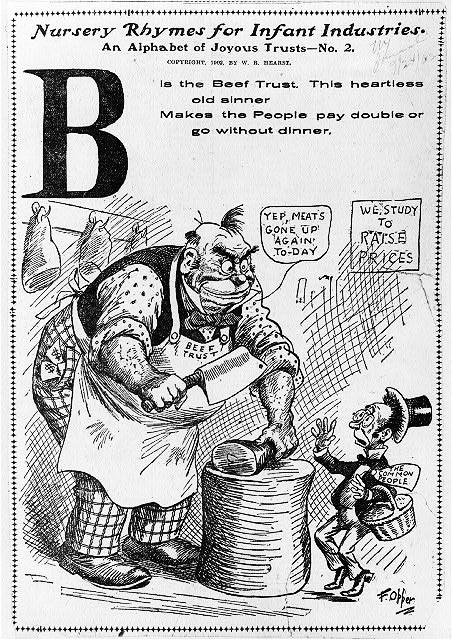 Nursery Rhymes for Infant Industries.
An Alphabet of Joyous Trusts—No. 2.
COPYRIGHT, 1902, BY W. R. HEARST.
B is the Beef Trust. This heartless
old sinner
Makes the People pay double or
go without dinner.
YEP, MEAT'S
'GONE UP'
'AGAIN'
TO-DAY
WE STUDY
TO
RAISE
PRICES
BEEF
TRUST
THE
COMMON
PEOPLE
F. Opper